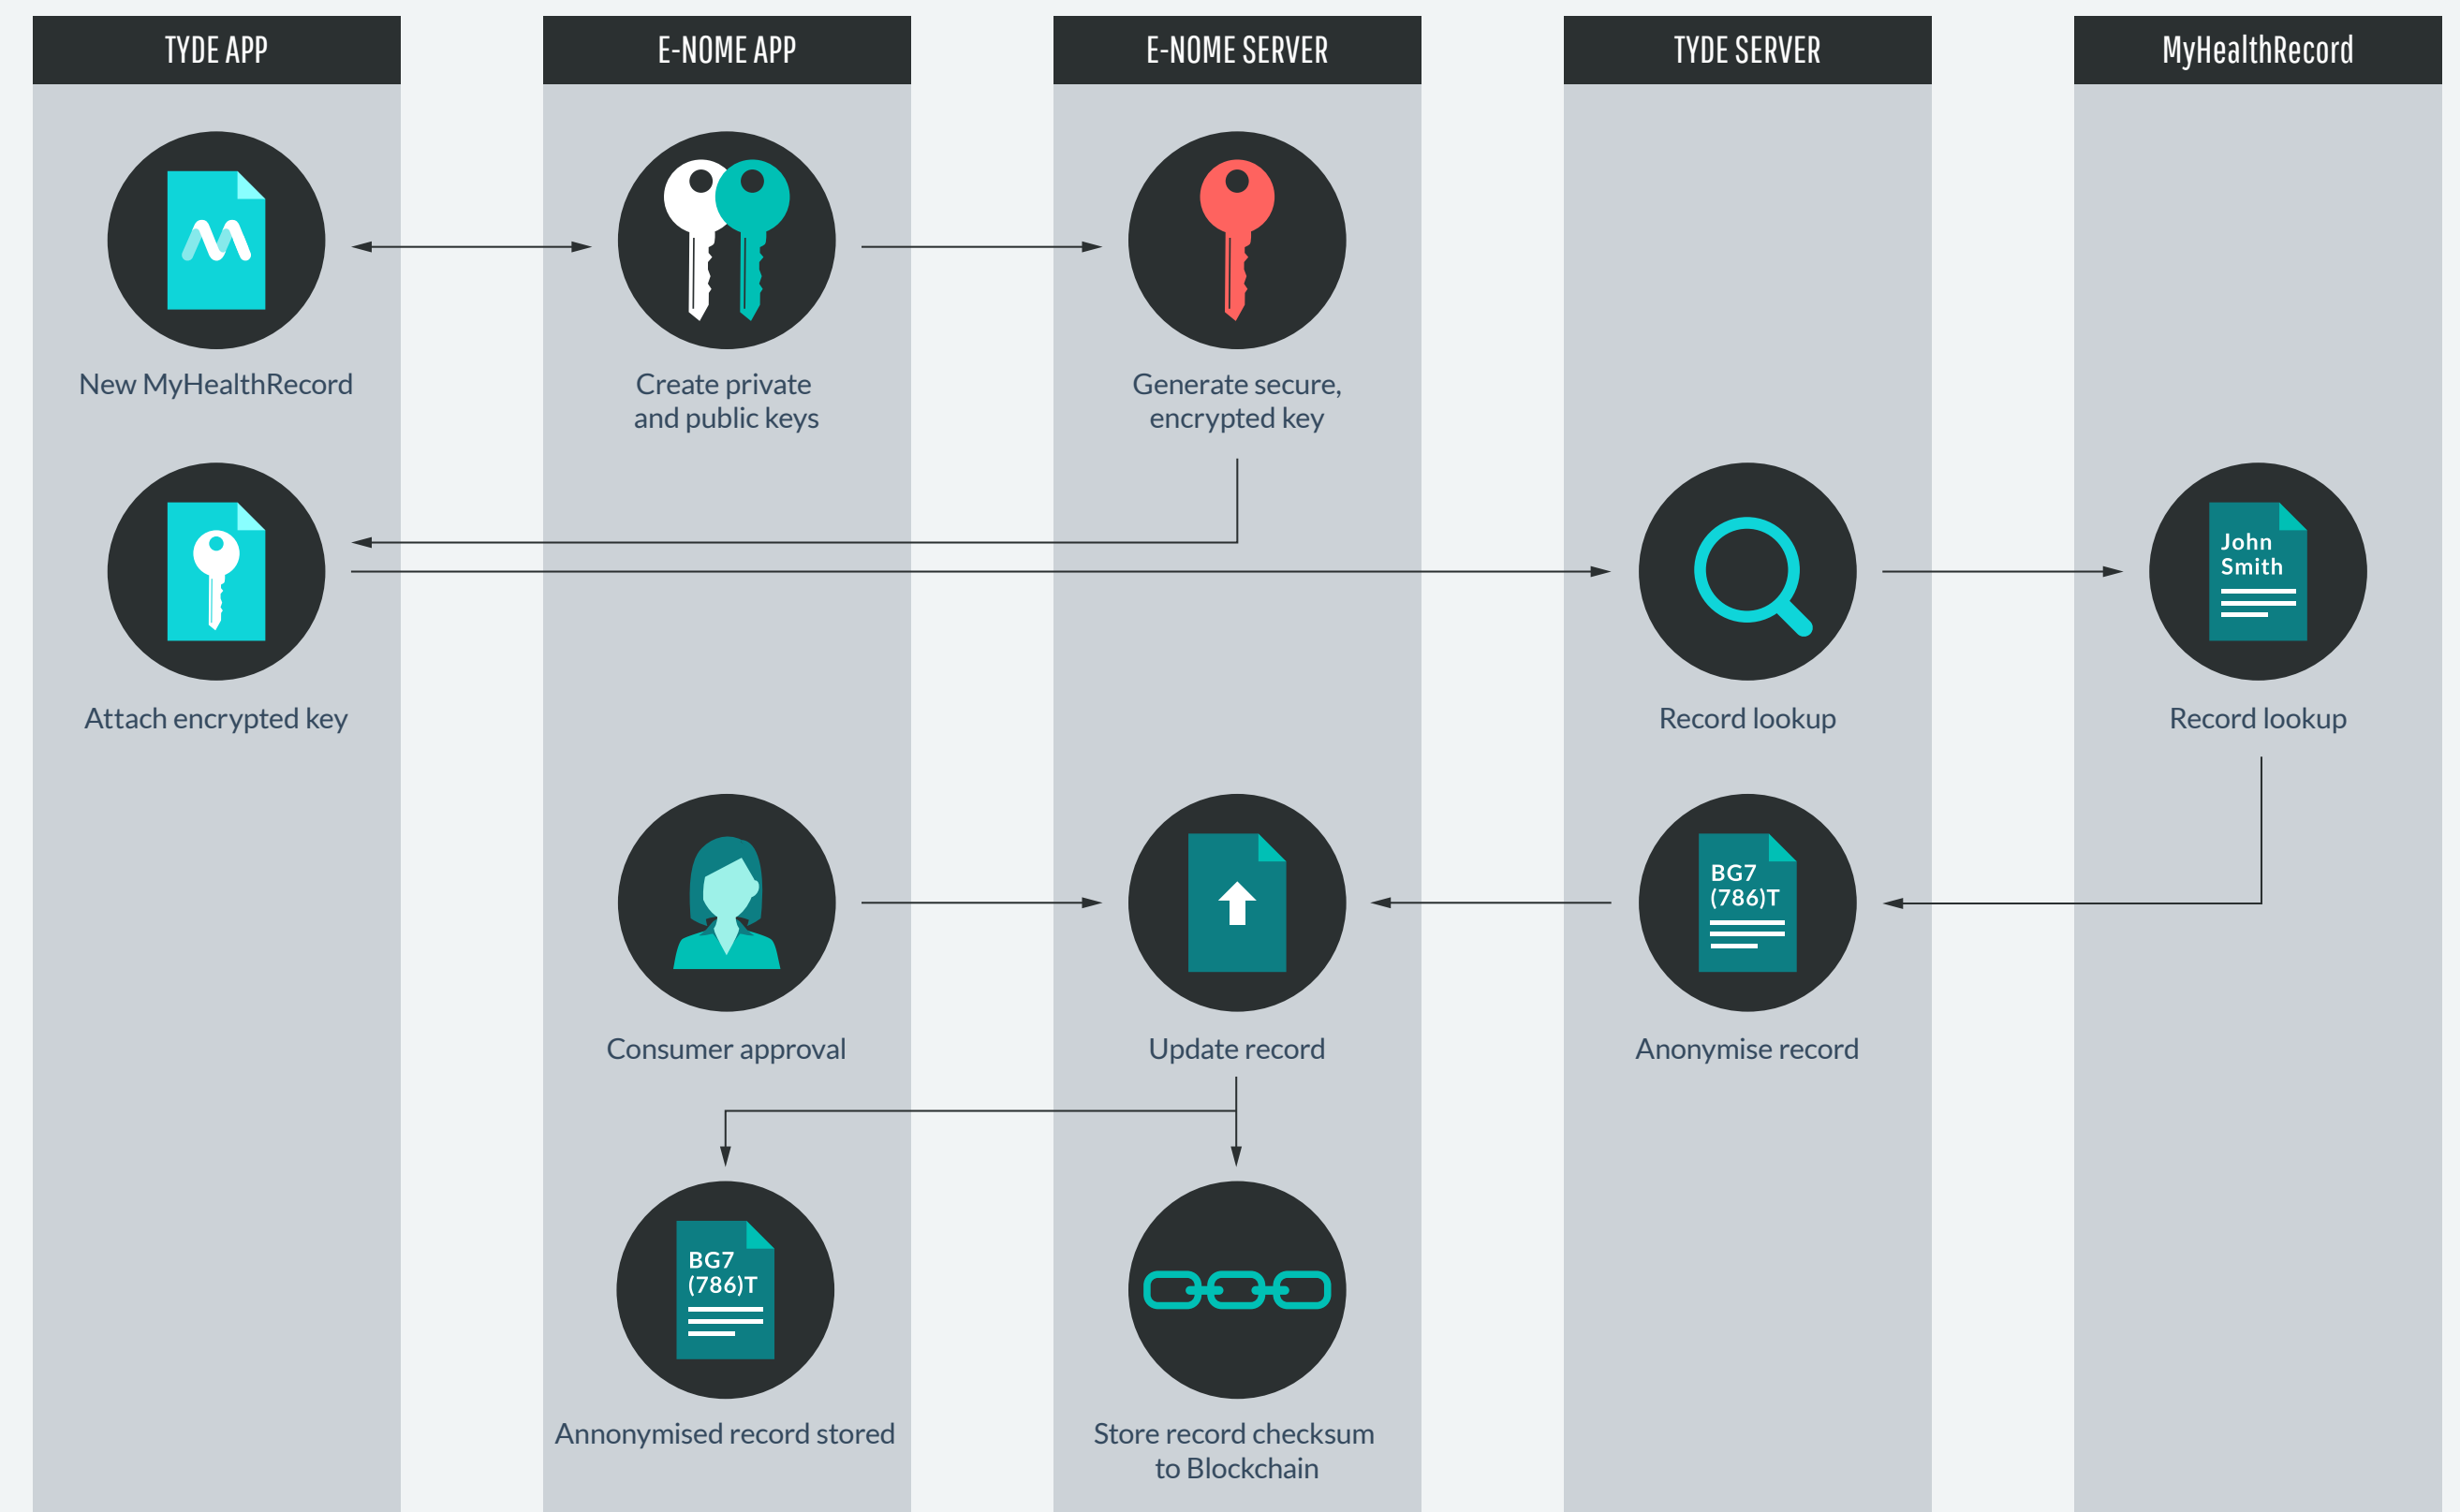 TYDE APP
E-NOME APP
E-NOME SERVER
TYDE SERVER
MyHealthRecord
New MyHealthRecord
Create private
and public keys
Generate secure,
encrypted key
John
Smith
Attach encrypted key
Record lookup
Record lookup
BG7
(786)T
Consumer approval
Update record
Anonymise record
BG7
(786)T
Annonymised record stored
Store record checksum
to Blockchain